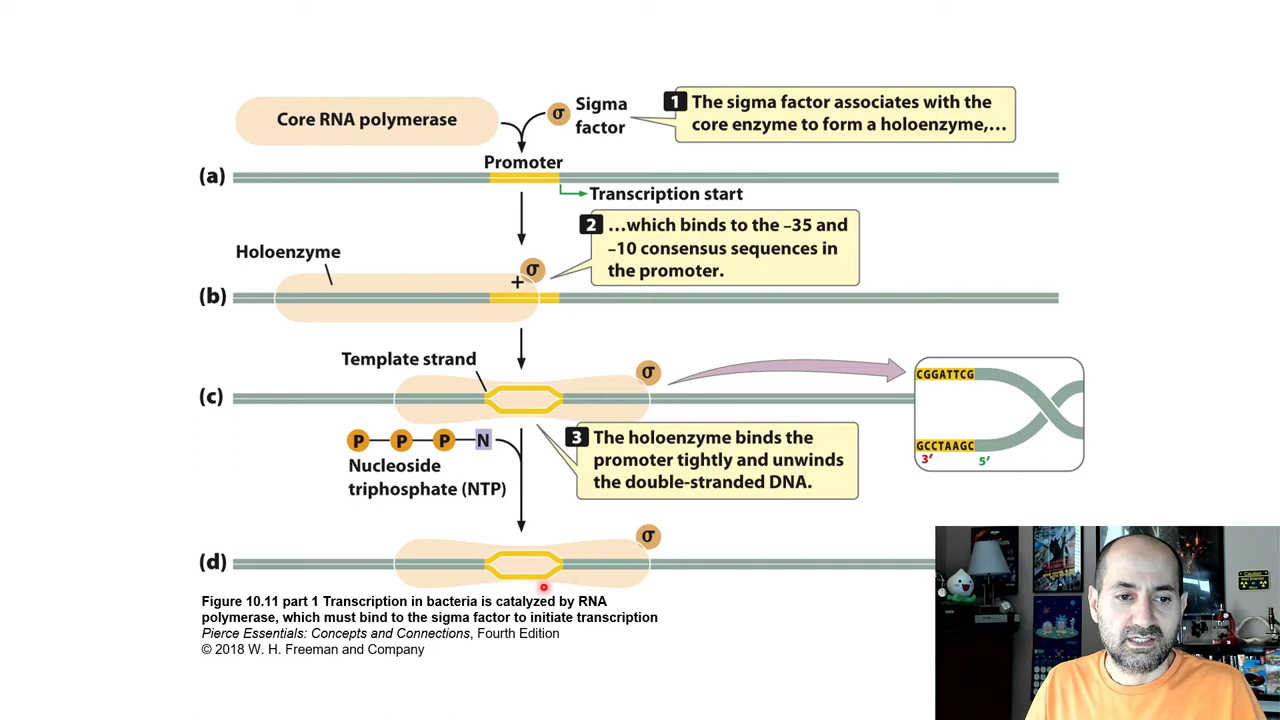 Core RNA polymerase
σ
Sigma
factor
1 The sigma factor associates with the
core enzyme to form a holoenzyme,…
Promoter
(a)
Transcription start
2 …which binds to the –35 and
–10 consensus sequences in
the promoter.
Holoenzyme
σ
+
(b)
Template strand
σ
(c)
CGGATTCG
GCCTAAGC
3′ 5′
P P P N
Nucleoside
triphosphate (NTP)
3 The holoenzyme binds the
promoter tightly and unwinds
the double-stranded DNA.
σ
(d)
Figure 10.11 part 1 Transcription in bacteria is catalyzed by RNA
polymerase, which must bind to the sigma factor to initiate transcription
Pierce Essentials: Concepts and Connections, Fourth Edition
© 2018 W. H. Freeman and Company